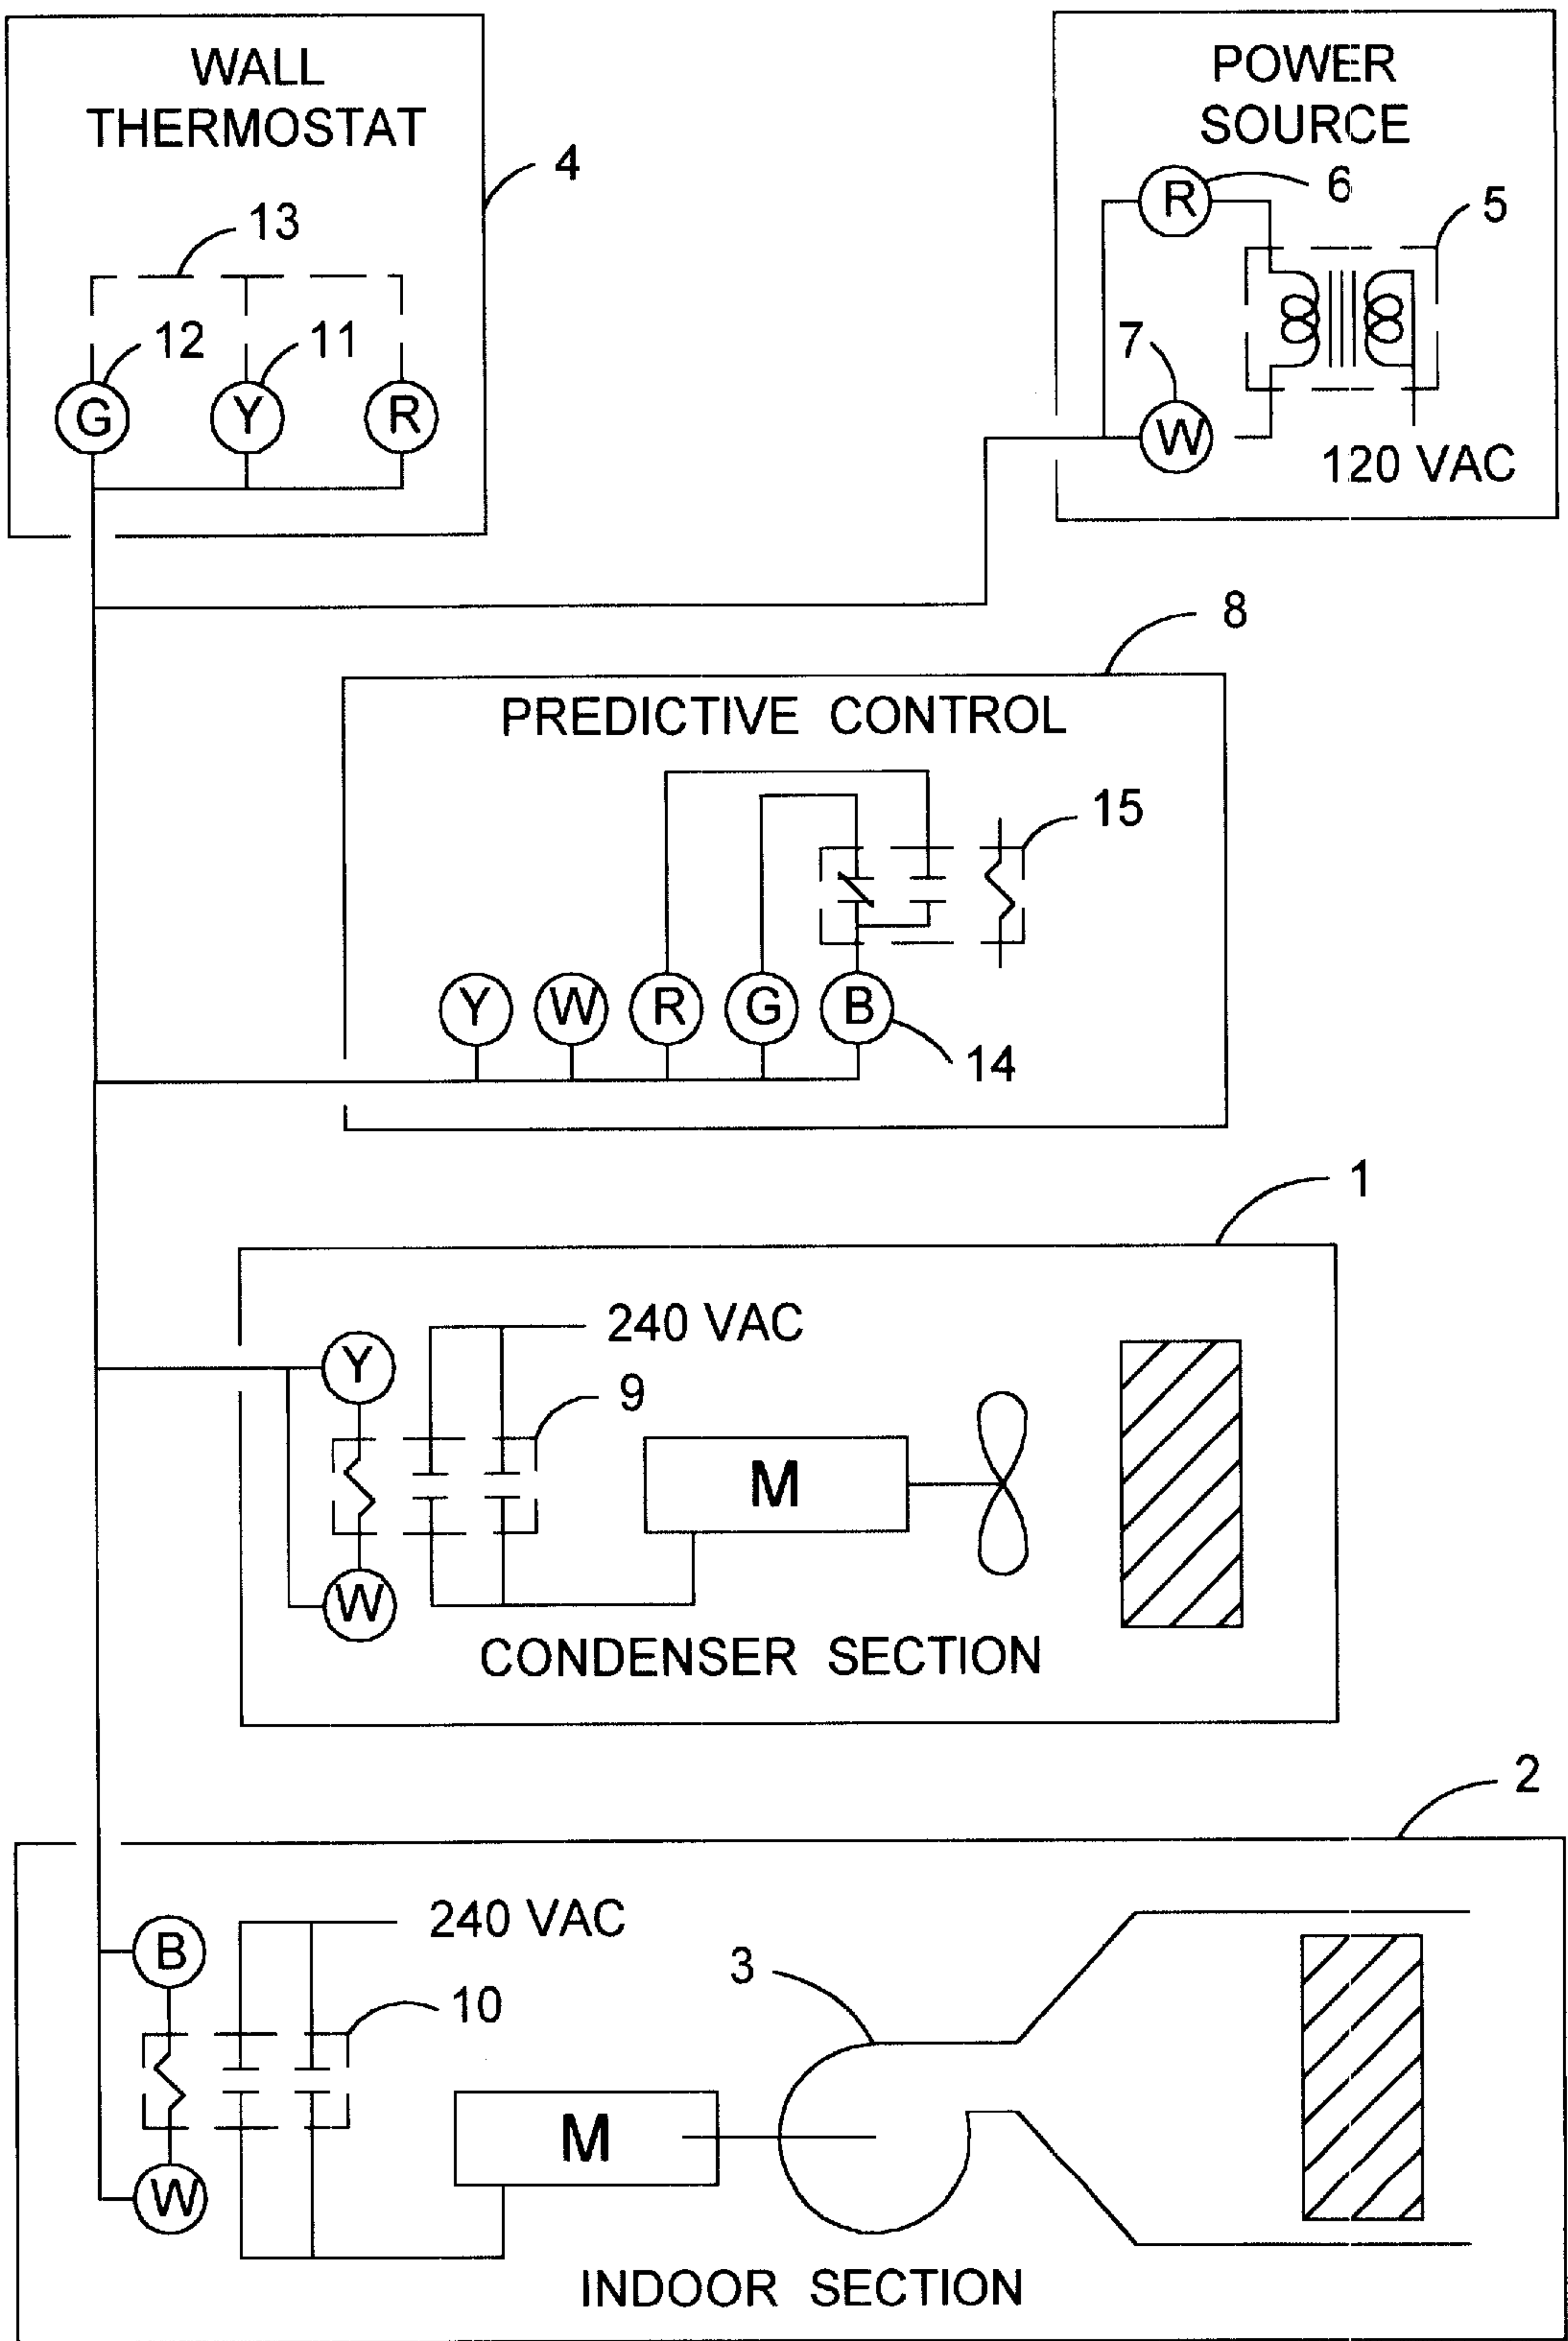 WALL
THERMOSTAT
4
13
12
11
G
Y
R
POWER
SOURCE
R
6
5
7
W
120 VAC
8
PREDICTIVE CONTROL
15
Y
W
R
G
B
14
1
240 VAC
Y
9
M
W
CONDENSER SECTION
2
240 VAC
B
3
10
M
W
INDOOR SECTION